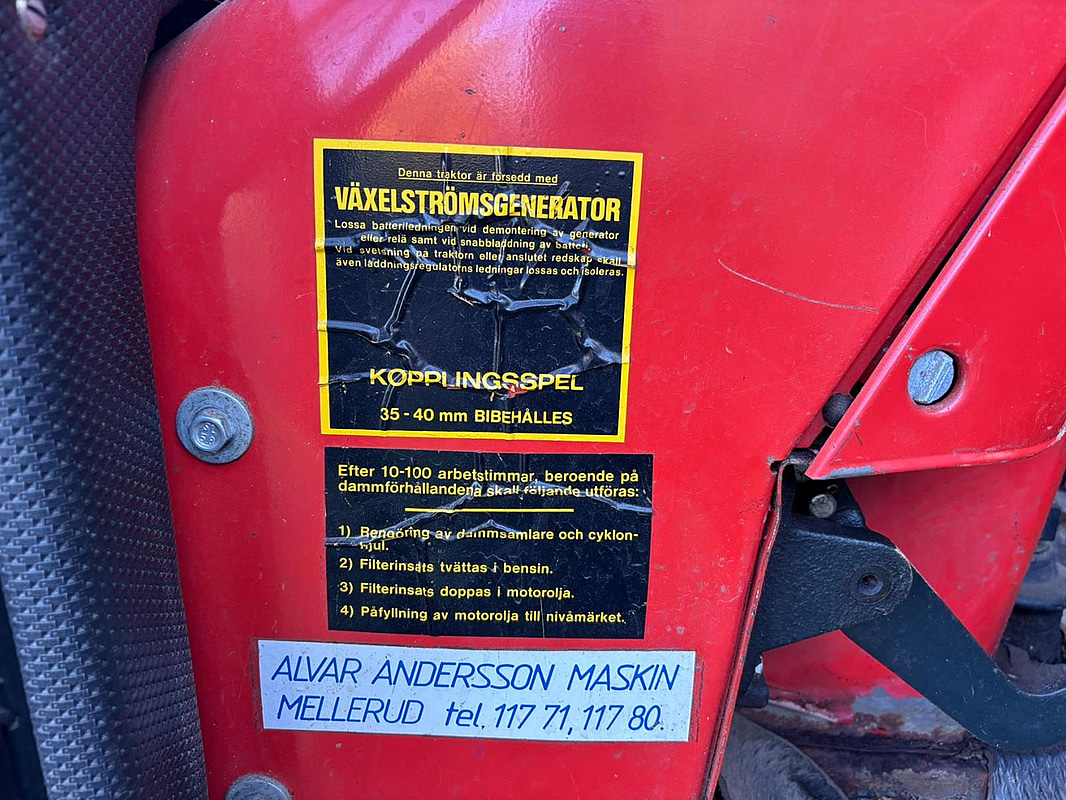 Denna traktor är försedd med
VÄXELSTRÖMSGENERATOR
Lossa batteriledningen vid demontering av generator
eller relä samt vid snabbladdning av batteri.
Vid svetsning på traktorn eller anslutet redskap skall
även laddningsregulatorns ledningar lossas och isoleras.
KOPPLINGSSPEL
35-40 mm BIBEHÅLLES
Efter 10-100 arbetstimmar, beroende på
dammförhållandena skall följande utföras:
1) Rengöring av dammsamlare och cyklon-
hjul.
2) Filterinsats tvättas i bensin.
3) Filterinsats doppas i motorolja.
4) Påfyllning av motorolja till nivåmärket.
ALVAR ANDERSSON MASKIN
MELLERUD tel. 117 71, 117 80.